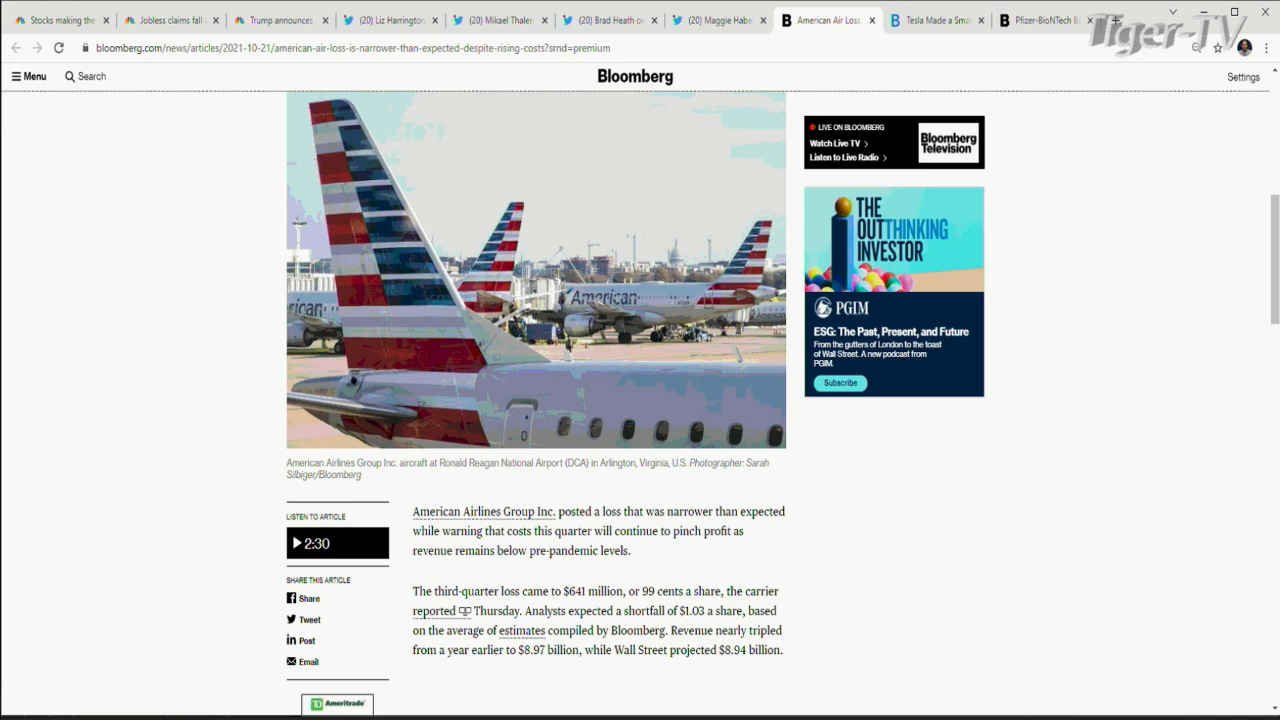 Stocks making the
Jobless claims fall
Trump announces
(20) Liz Harrington
(20) Mikael Thalen
(20) Brad Heath on
(20) Maggie Habe
American Air Loss
Tesla Made a Sma
Pfizer-BioNTech B
Tiger-TV
bloomberg.com/news/articles/2021-10-21/american-air-loss-is-narrower-than-expected-despite-rising-costs?srnd=premium
Menu
Search
Bloomberg
Settings
American
American
LIVE ON BLOOMBERG
Watch Live TV >
Listen to Live Radio >
Bloomberg
Television
THE
OUTTHINKING
INVESTOR
PGIM
ESG: The Past, Present, and Future
From the gutters of London to the toast
of Wall Street. A new podcast from
PGIM.
Subscribe
American Airlines Group Inc. aircraft at Ronald Reagan National Airport (DCA) in Arlington, Virginia, U.S. Photographer: Sarah
Silbiger/Bloomberg
LISTEN TO ARTICLE
2:30
SHARE THIS ARTICLE
Share
Tweet
Post
Email
TD Ameritrade
American Airlines Group Inc. posted a loss that was narrower than expected
while warning that costs this quarter will continue to pinch profit as
revenue remains below pre-pandemic levels.
The third-quarter loss came to $641 million, or 99 cents a share, the carrier
reported Thursday. Analysts expected a shortfall of $1.03 a share, based
on the average of estimates compiled by Bloomberg. Revenue nearly tripled
from a year earlier to $8.97 billion, while Wall Street projected $8.94 billion.